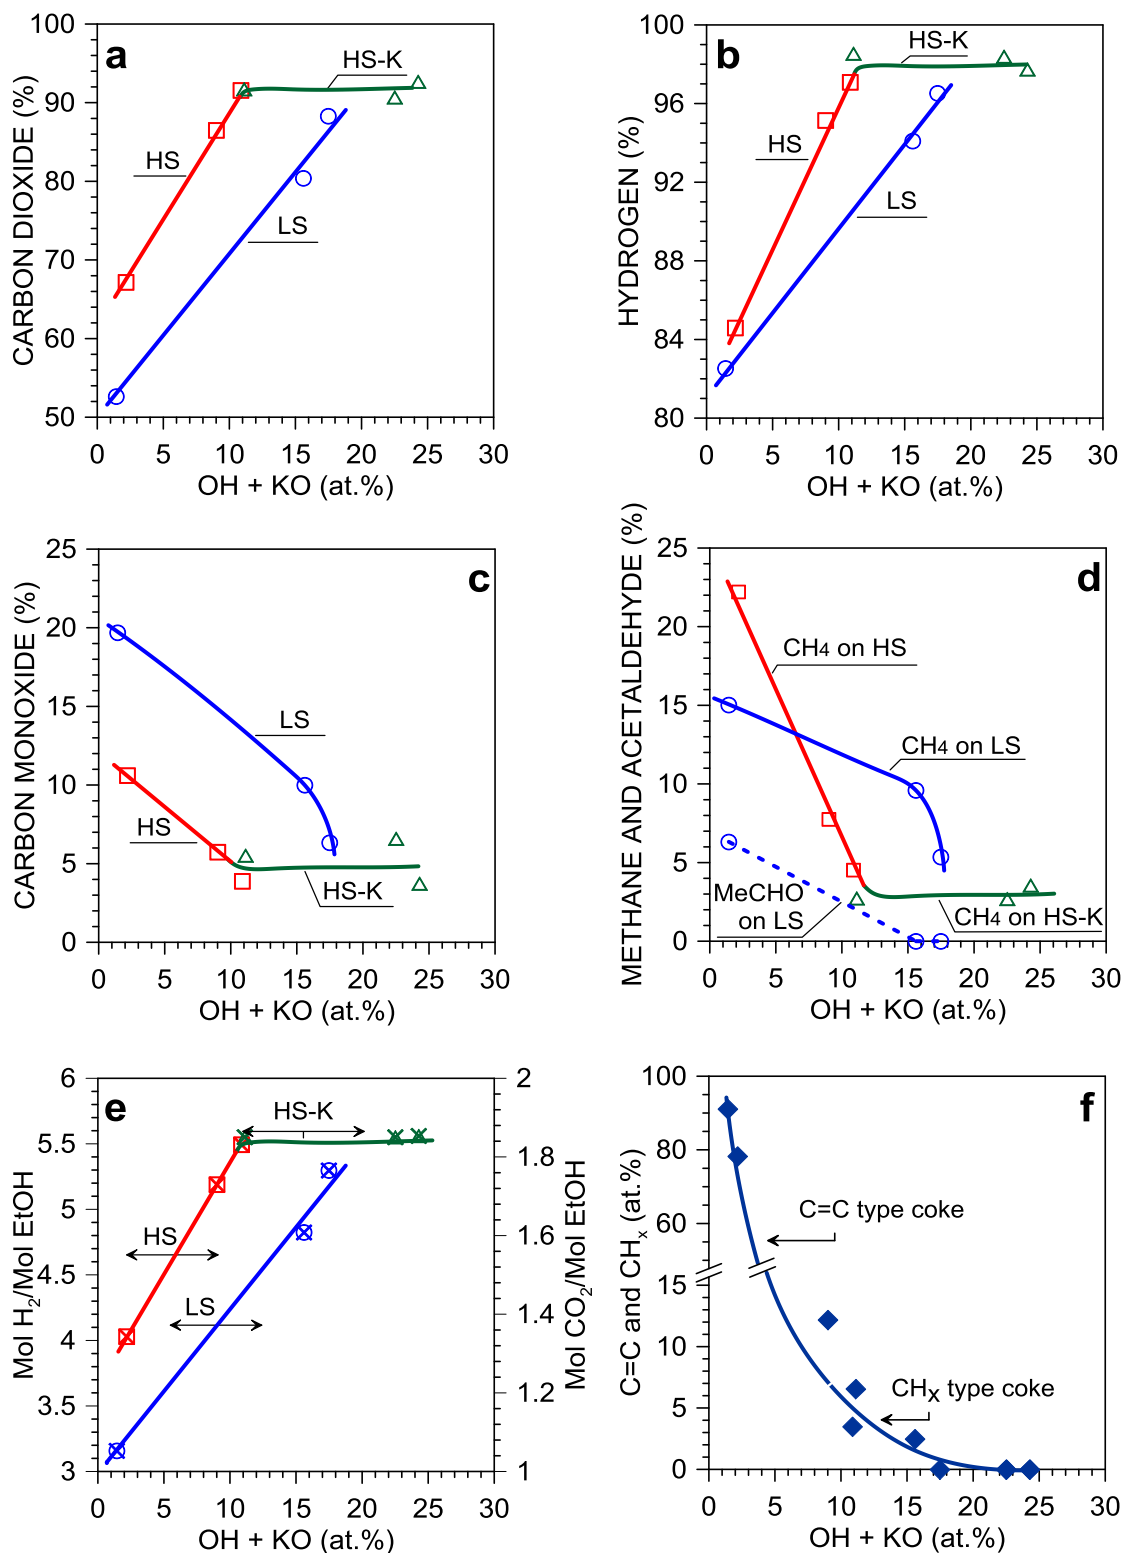 a
CARBON DIOXIDE (%)
100
90
80
70
60
50
HS-K
HS
LS
0 5 10 15 20 25 30
OH + KO (at.%)
b
HYDROGEN (%)
100
96
92
88
84
80
HS-K
HS
LS
0 5 10 15 20 25 30
OH + KO (at.%)
c
CARBON MONOXIDE (%)
25
20
15
10
5
0
LS
HS
HS-K
0 5 10 15 20 25 30
OH + KO (at.%)
d
METHANE AND ACETALDEHYDE (%)
25
20
15
10
5
0
CH4 on HS
CH4 on LS
MeCHO
on LS
CH4 on HS-K
0 5 10 15 20 25 30
OH + KO (at.%)
e
Mol H2/Mol EtOH
6
5.5
5
4.5
4
3.5
3
HS-K
HS
LS
2
1.8
1.6
1.4
1.2
1
Mol CO2/Mol EtOH
0 5 10 15 20 25 30
OH + KO (at.%)
f
C=C and CHx (at.%)
100
80
60
15
10
5
0
C=C type coke
CHx type coke
0 5 10 15 20 25 30
OH + KO (at.%)